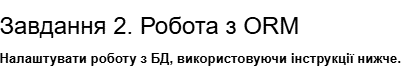 Завдання 2. Робота з ORM
Налаштувати роботу з БД, використовуючи інструкції нижче.